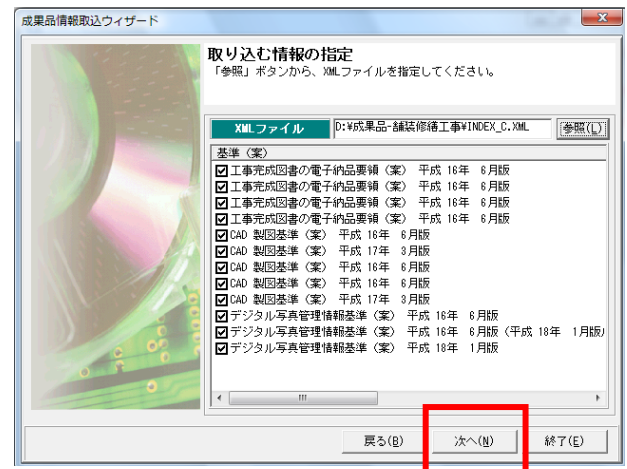 成果品情報取込ウィザード
取り込む情報の指定
「参照」ボタンから、XMLファイルを指定してください。
XMLファイル D:¥成果品-舗装修繕工事¥INDEX_C.XML 参照(L)
基準（案）
工事完成図書の電子納品要領（案） 平成 16年 6月版
工事完成図書の電子納品要領（案） 平成 16年 6月版
工事完成図書の電子納品要領（案） 平成 16年 6月版
工事完成図書の電子納品要領（案） 平成 16年 6月版
CAD 製図基準（案） 平成 16年 6月版
CAD 製図基準（案） 平成 17年 3月版
CAD 製図基準（案） 平成 16年 6月版
CAD 製図基準（案） 平成 16年 6月版
CAD 製図基準（案） 平成 17年 3月版
デジタル写真管理情報基準（案） 平成 16年 6月版
デジタル写真管理情報基準（案） 平成 16年 6月版（平成 18年 1月版）
デジタル写真管理情報基準（案） 平成 18年 1月版
戻る(B) 次へ(N) 終了(E)